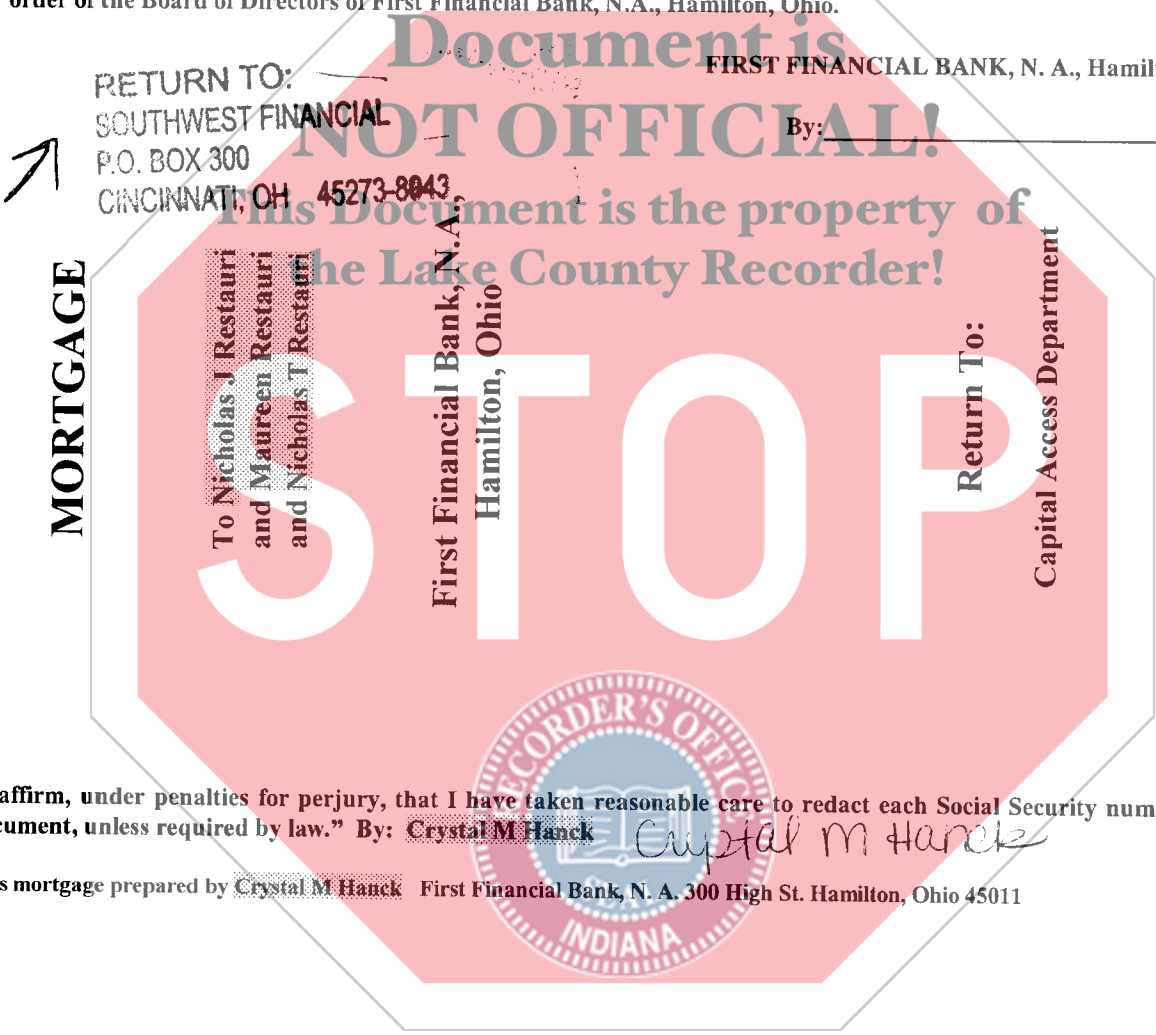 order of the Board of Directors of First Financial Bank, N.A., Hamilton, Ohio.
Document is
NOT OFFICIAL!
This Document is the property of
the Lake County Recorder!
FIRST FINANCIAL BANK, N. A., Hamil
By:
RETURN TO:
SOUTHWEST FINANCIAL
P.O. BOX 300
CINCINNATI, OH 45273-8043
MORTGAGE
To Nicholas J Restauri
and Maureen Restauri
and Nicholas T Restauri
First Financial Bank, N.A.,
Hamilton, Ohio
Return To:
Capital Access Department
STOP
RECORDER'S OFFICE
SEAL
INDIANA
affirm, under penalties for perjury, that I have taken reasonable care to redact each Social Security num
cument, unless required by law.” By: Crystal M Hanck Crystal M Hanck
s mortgage prepared by Crystal M Hanck First Financial Bank, N. A. 300 High St. Hamilton, Ohio 45011